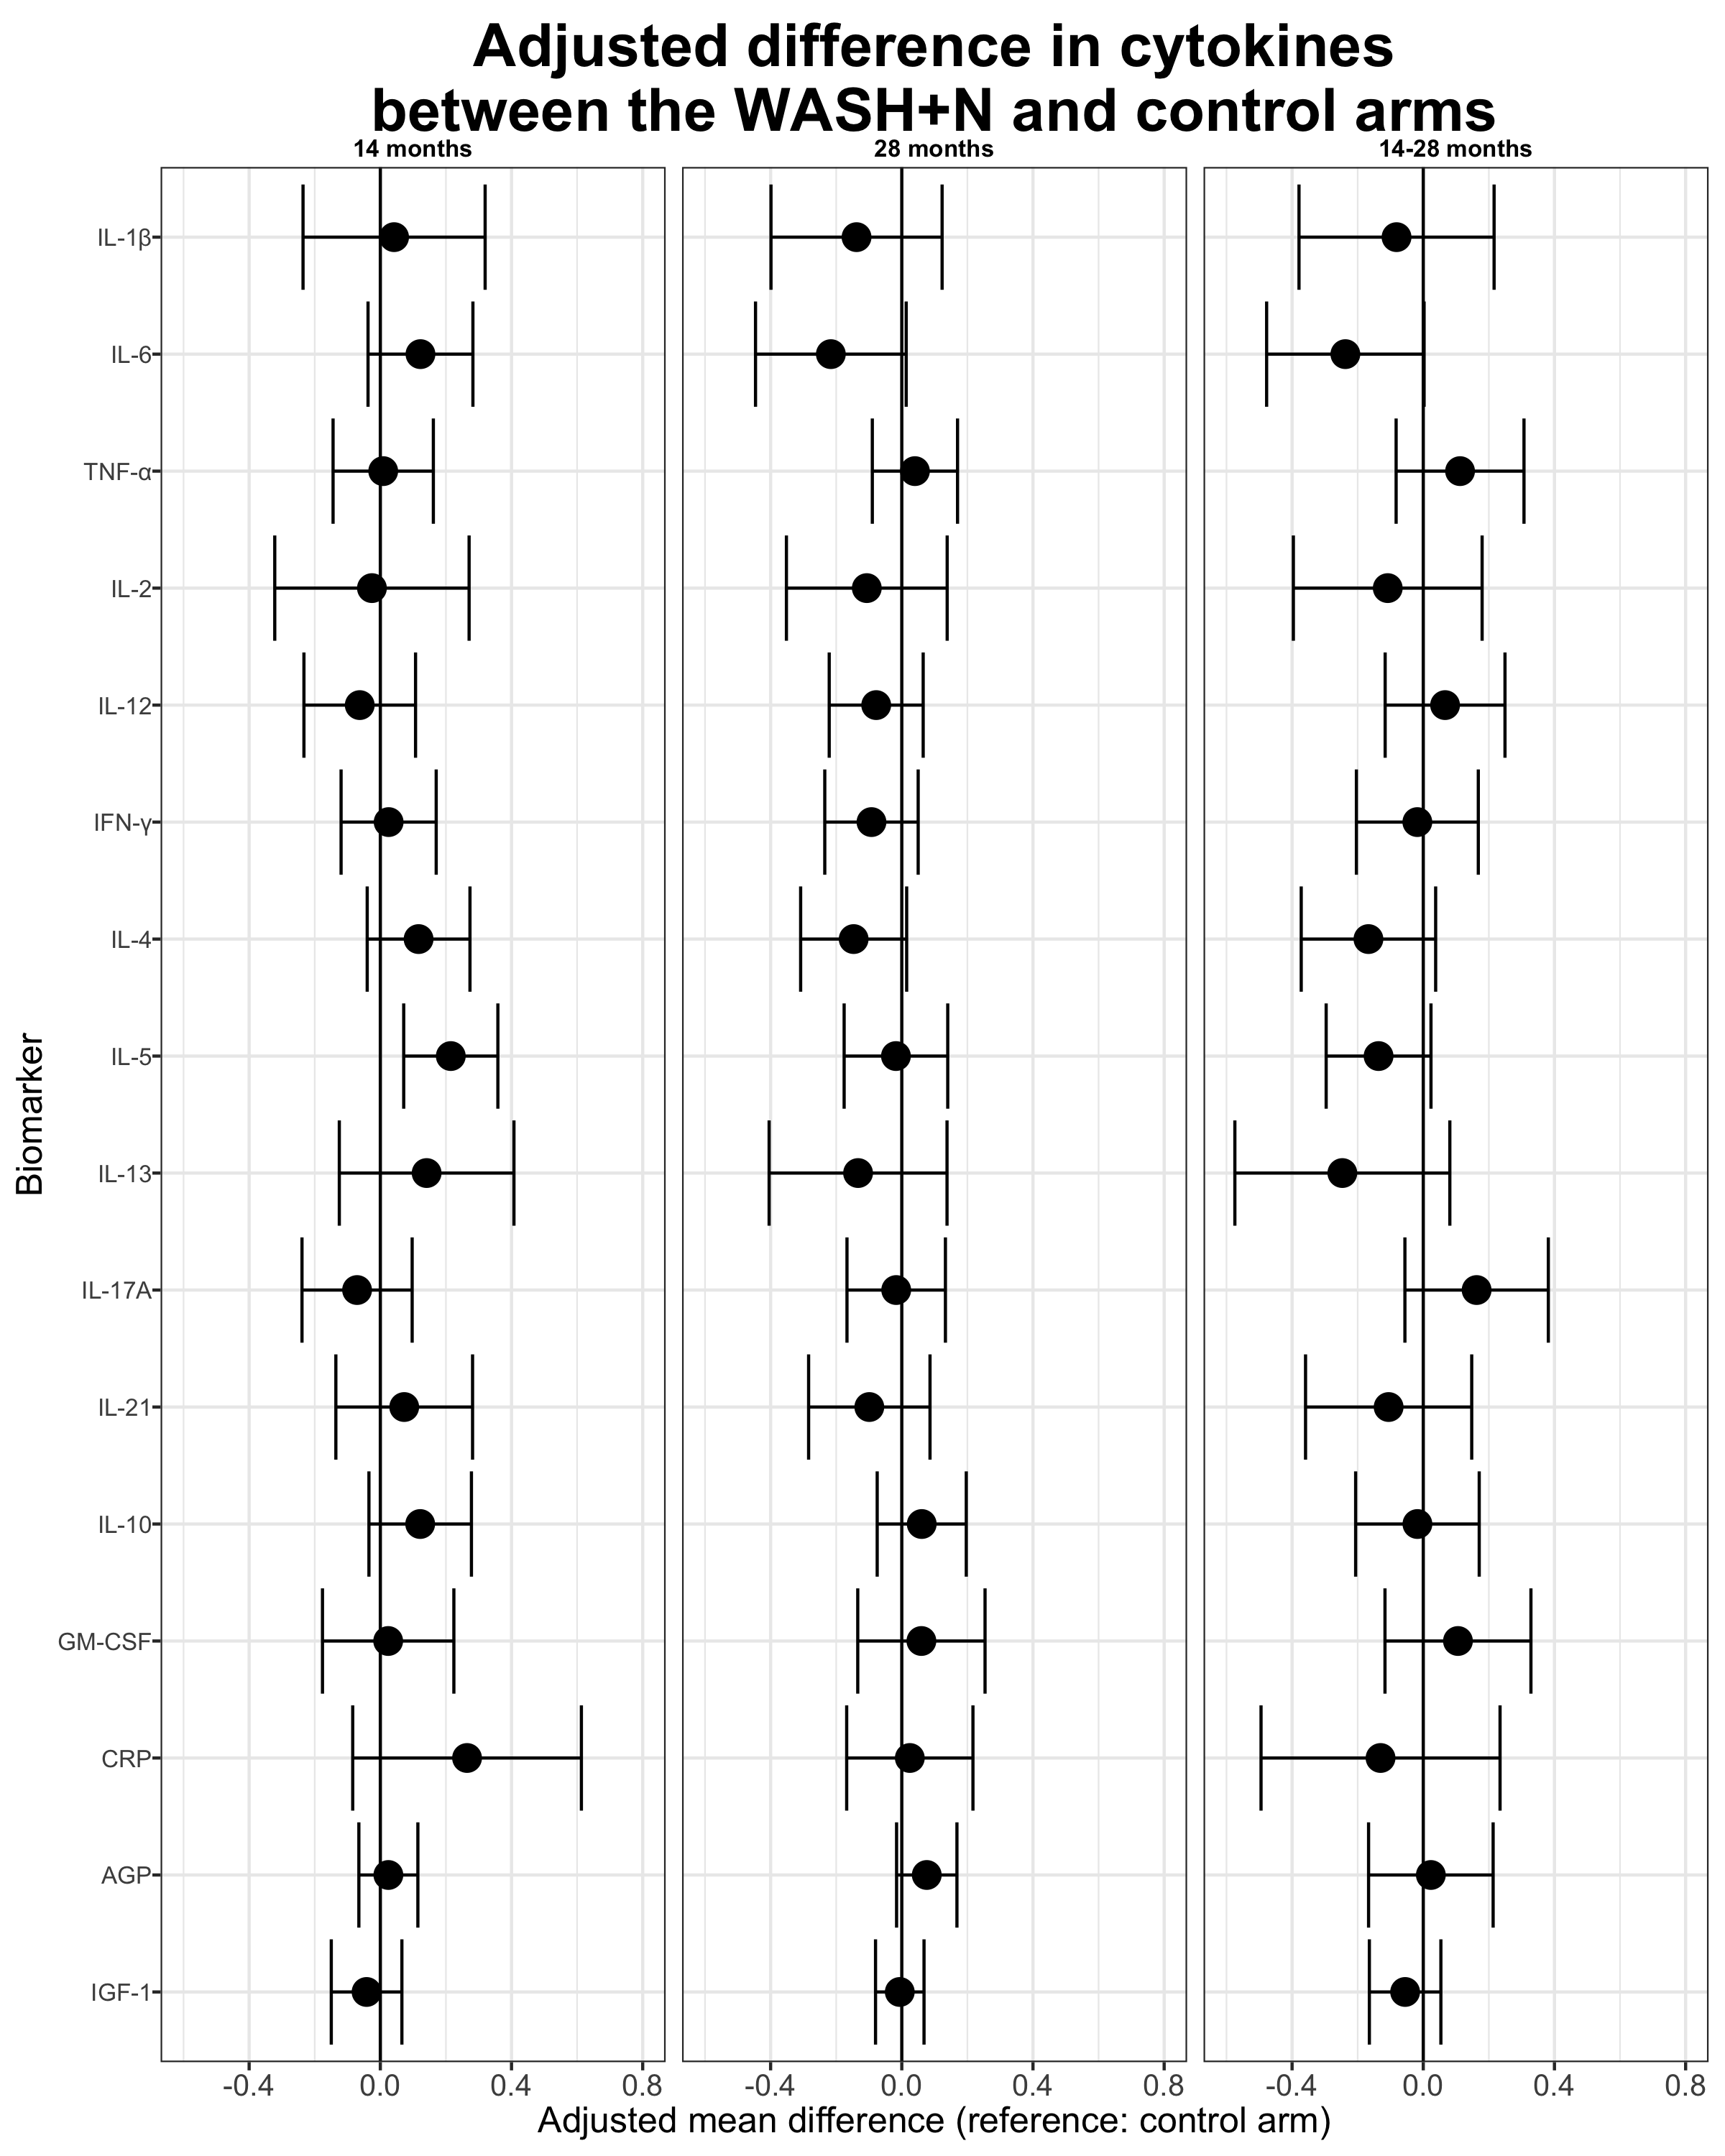 Adjusted difference in cytokines
between the WASH+N and control arms
14 months 28 months 14-28 months
Biomarker
IL-1β
IL-6
TNF-α
IL-2
IL-12
IFN-γ
IL-4
IL-5
IL-13
IL-17A
IL-21
IL-10
GM-CSF
CRP
AGP
IGF-1
-0.4 0.0 0.4 0.8 -0.4 0.0 0.4 0.8 -0.4 0.0 0.4 0.8
Adjusted mean difference (reference: control arm)